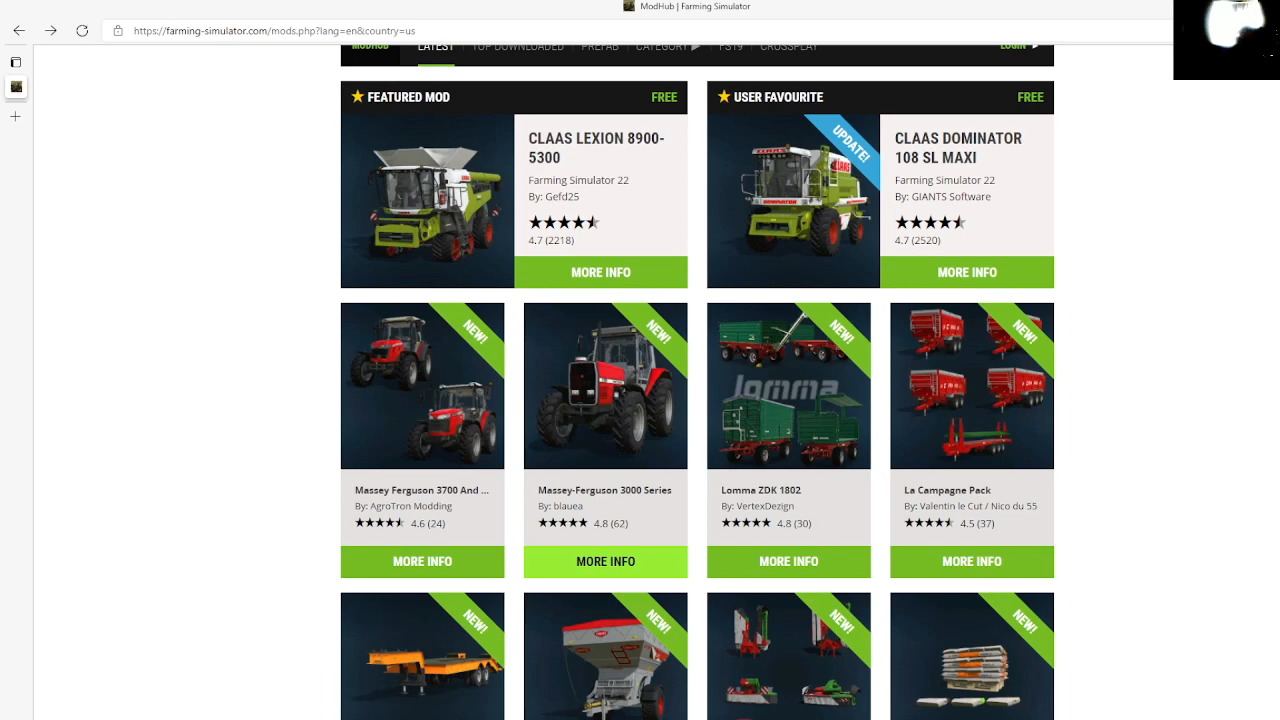 ModHub | Farming Simulator
https://farming-simulator.com/mods.php?lang=en&country=us
MODHUB LATEST TOP DOWNLOADED PREFAB CATEGORY FS19 CROSSPLAY LOGIN
FEATURED MOD FREE
CLAAS LEXION 8900-
5300
Farming Simulator 22
By: Gefd25
4.7 (2218)
MORE INFO
USER FAVOURITE FREE
UPDATE!
CLAAS DOMINATOR
108 SL MAXI
Farming Simulator 22
By: GIANTS Software
4.7 (2520)
MORE INFO
NEW!
Massey Ferguson 3700 And ...
By: AgroTron Modding
4.6 (24)
MORE INFO
NEW!
Massey-Ferguson 3000 Series
By: blauea
4.8 (62)
MORE INFO
NEW!
lomma
Lomma ZDK 1802
By: VertexDezign
4.8 (30)
MORE INFO
NEW!
La Campagne Pack
By: Valentin le Cut / Nico du 55
4.5 (37)
MORE INFO
NEW!
NEW!
NEW!
NEW!